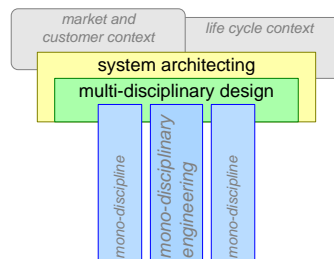 market and
customer context
life cycle context
system architecting
multi-disciplinary design
mono-discipline
mono-disciplinary
engineering
mono-discipline